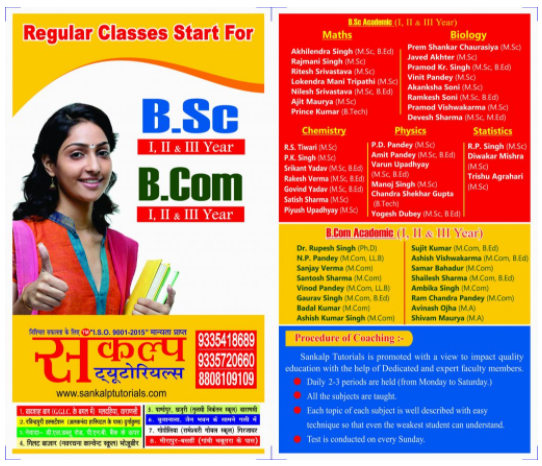 Regular Classes Start For
B.Sc
I, II & III Year
B.Com
I, II & III Year
निश्चित सफलता के लिए "I.S.O. 9001-2015" मान्यता प्राप्त
संकल्प
ट्यूटोरियल्स
9335418689
9335720660
8808109109
www.sankalptutorials.com
B.Sc Academic (I, II & III Year)
Maths
Akhilendra Singh (M.Sc, B.Ed)
Rajmani Singh (M.Sc)
Ritesh Srivastava (M.Sc)
Lokendra Mani Tripathi (M.Sc)
Nilesh Srivastava (M.Sc, B.Ed)
Ajit Maurya (M.Sc)
Prince Kumar (B.Tech)
Biology
Prem Shankar Chaurasiya (M.Sc)
Javed Akhter (M.Sc)
Pramod Kr. Singh (M.Sc, B.Ed)
Vinit Pandey (M.Sc)
Akanksha Soni (M.Sc)
Ramkesh Soni (M.Sc, B.Ed)
Pramod Vishwakarma (M.Sc)
Devesh Sharma (M.Sc, M.Ed)
Chemistry
R.S. Tiwari (M.Sc)
P.K. Singh (M.Sc)
Srikant Yadav (M.Sc, B.Ed)
Rakesh Verma (M.Sc, B.Ed)
Govind Yadav (M.Sc, B.Ed)
Satish Sharma (M.Sc)
Piyush Upadhyay (M.Sc)
Physics
P.D. Pandey (M.Sc)
Amit Pandey (M.Sc, B.Ed)
Varun Upadhyay
(M.Sc, B.Ed)
Manoj Singh (M.Sc)
Chandra Shekhar Gupta
(B.Tech)
Yogesh Dubey (M.Sc, B.Ed)
Statistics
R.P. Singh (M.Sc)
Diwakar Mishra
(M.Sc)
Trishu Agrahari
(M.Sc)
B.Com Academic (I, II & III Year)
Dr. Rupesh Singh (Ph.D)
N.P. Pandey (M.Com, LL.B)
Sanjay Verma (M.Com)
Santosh Sharma (M.Com)
Vinod Pandey (M.Com, LL.B)
Gaurav Singh (M.Com, B.Ed)
Badal Kumar (M.Com)
Ashish Kumar Singh (M.Com)
Sujit Kumar (M.Com, B.Ed)
Ashish Vishwakarma (M.Com, B.Ed)
Samar Bahadur (M.Com)
Shailesh Sharma (M.Com, B.Ed)
Ambika Singh (M.Com)
Ram Chandra Pandey (M.Com)
Avinash Ojha (M.A)
Shivam Maurya (M.A)
Procedure of Coaching :-
Sankalp Tutorials is promoted with a view to impact quality
education with the help of Dedicated and expert faculty members.
Daily 2-3 periods are held (from Monday to Saturday.)
All the subjects are taught.
Each topic of each subject is well described with easy
technique so that even the weakest student can understand.
Test is conducted on every Sunday.